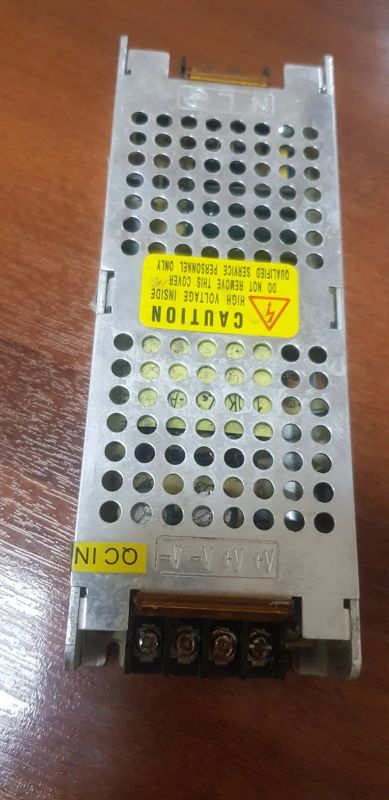 V+ V+ V- V-
QC IN
CAUTION
HIGH VOLTAGE INSIDE
DO NOT REMOVE THIS COVER
QUALIFIED SERVICE PERSONNEL ONLY
L N